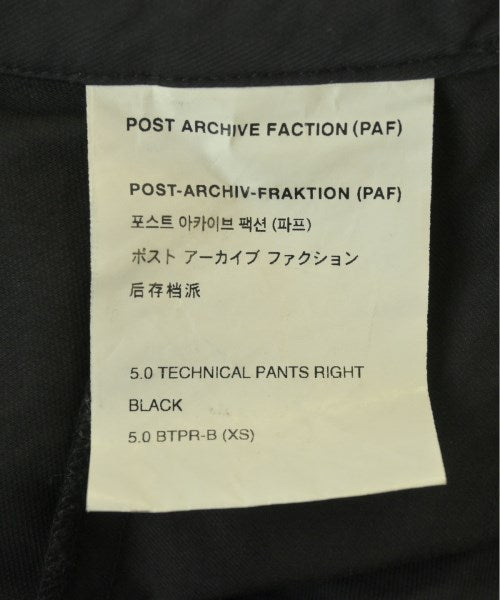 POST ARCHIVE FACTION (PAF)
POST-ARCHIV-FRAKTION (PAF)
포스트 아카이브 팩션 (파프)
ポスト アーカイブ ファクション
后存档派
5.0 TECHNICAL PANTS RIGHT
BLACK
5.0 BTPR-B (XS)